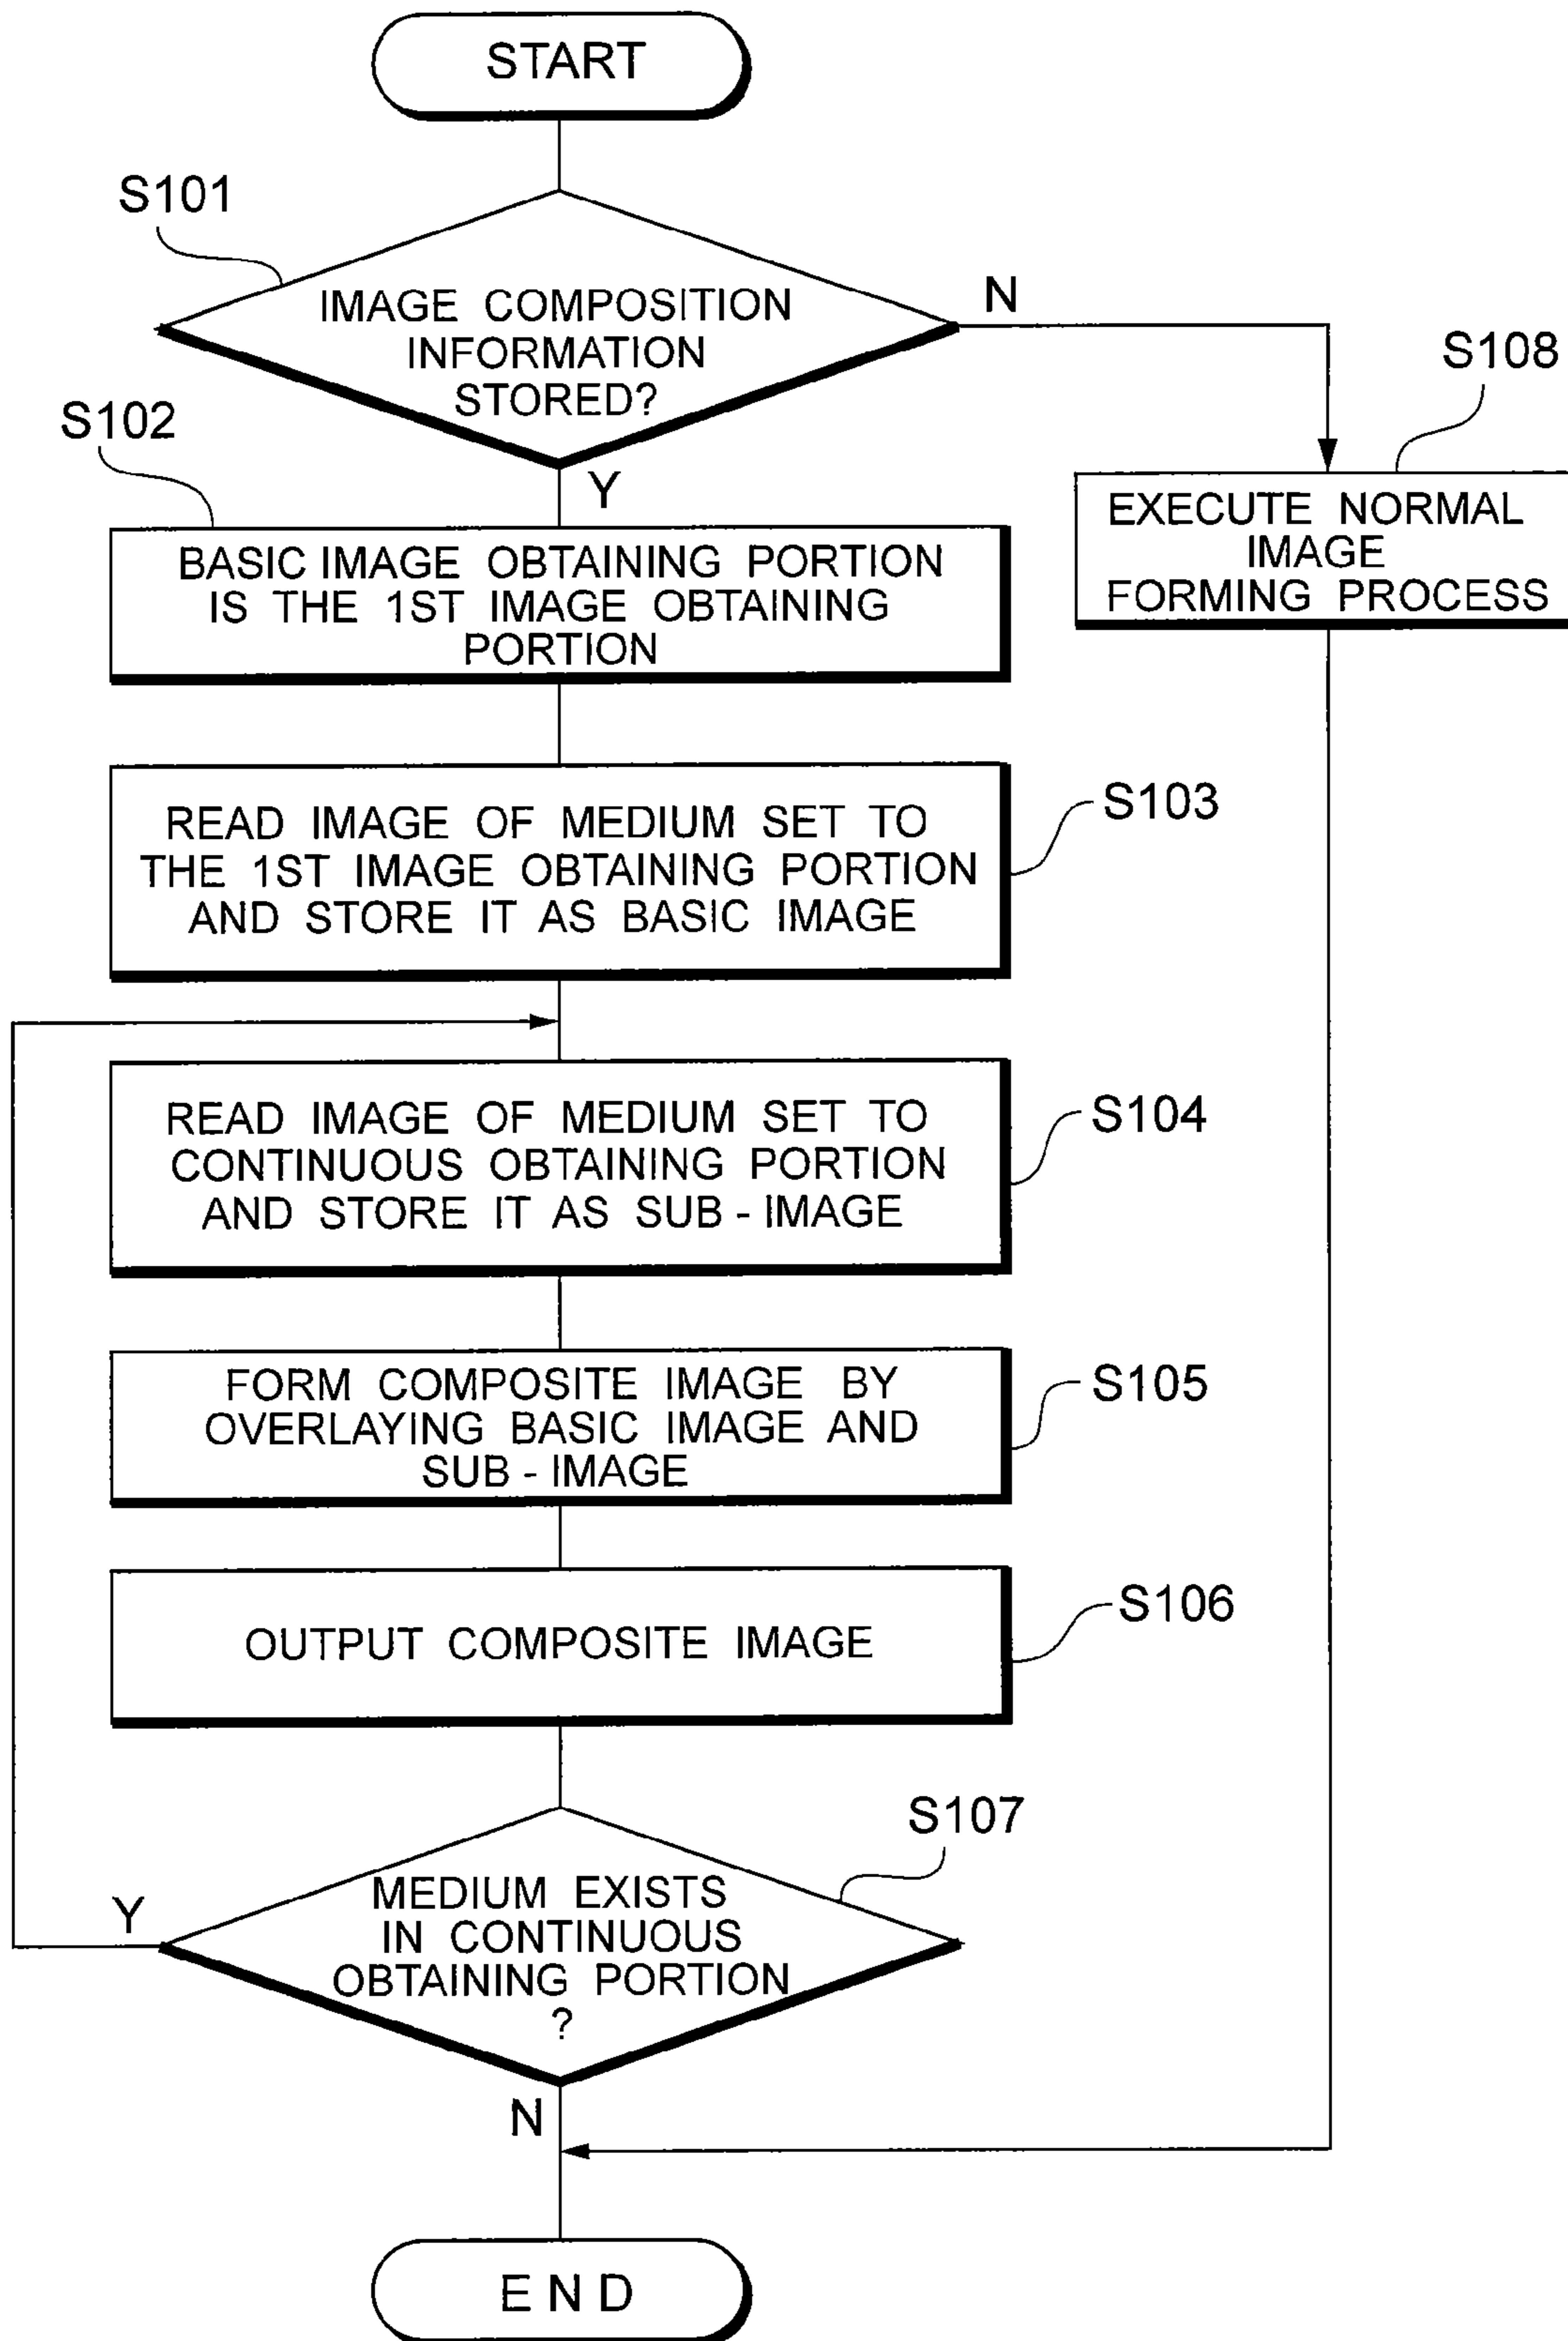 START
S101
IMAGE COMPOSITION
INFORMATION
STORED?
N
S108
S102
Y
EXECUTE NORMAL
IMAGE
FORMING PROCESS
BASIC IMAGE OBTAINING PORTION
IS THE 1ST IMAGE OBTAINING
PORTION
READ IMAGE OF MEDIUM SET TO
THE 1ST IMAGE OBTAINING PORTION
AND STORE IT AS BASIC IMAGE
S103
READ IMAGE OF MEDIUM SET TO
CONTINUOUS OBTAINING PORTION
AND STORE IT AS SUB - IMAGE
S104
FORM COMPOSITE IMAGE BY
OVERLAYING BASIC IMAGE AND
SUB - IMAGE
S105
OUTPUT COMPOSITE IMAGE
S106
S107
MEDIUM EXISTS
IN CONTINUOUS
OBTAINING PORTION
?
Y
N
END